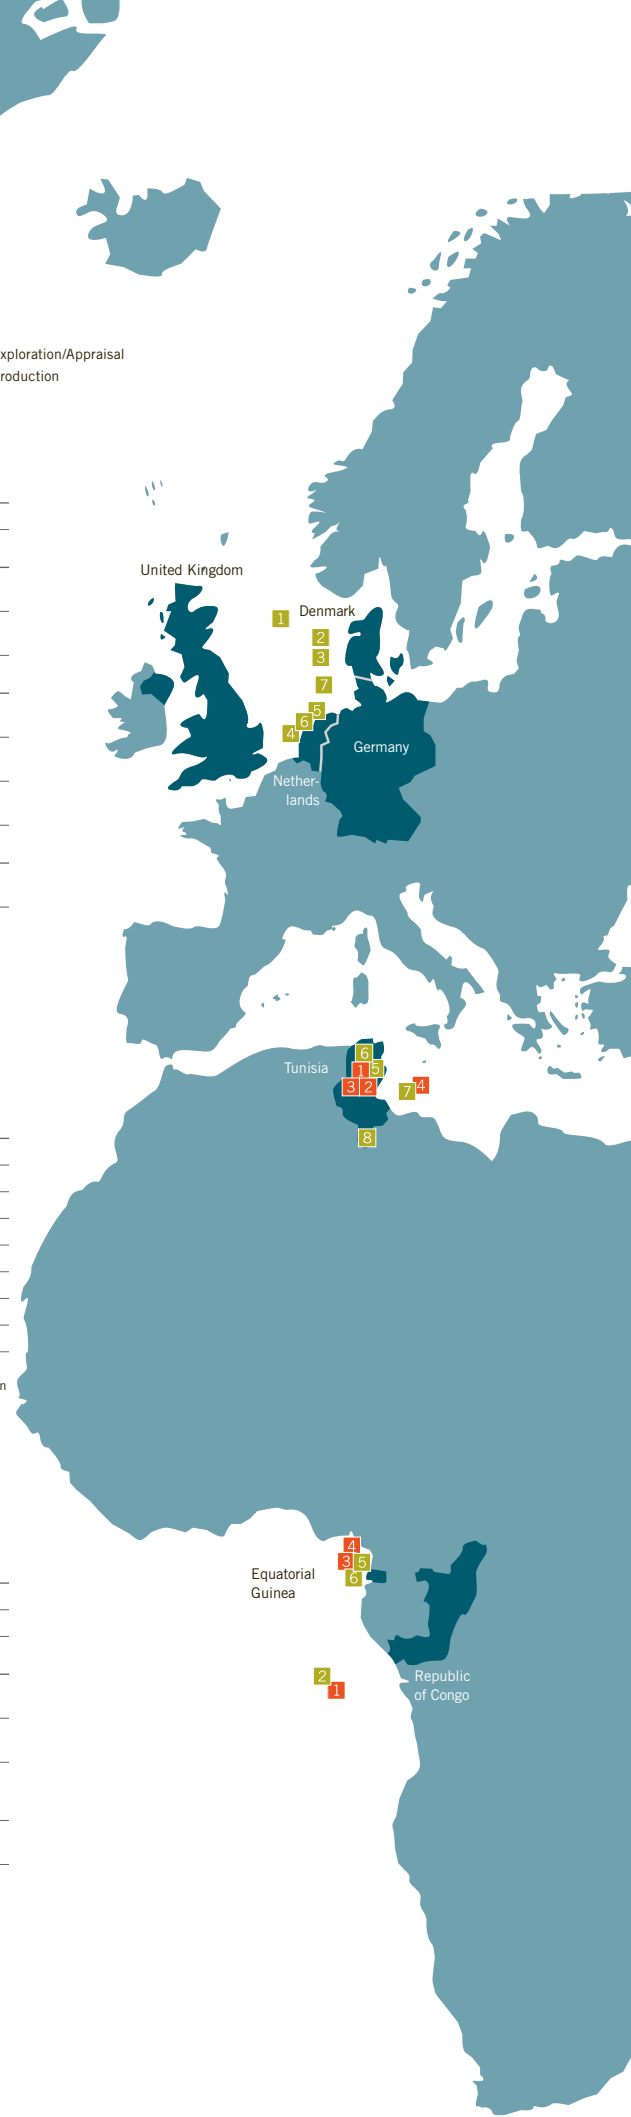 xploration/Appraisal
roduction
United Kingdom
1
Denmark
2
3
7
5
6
4
Germany
Nether-
lands
6
Tunisia
1
5
3
2
7
4
8
n
4
3
5
Equatorial
6
Guinea
2
Republic
1
of Congo